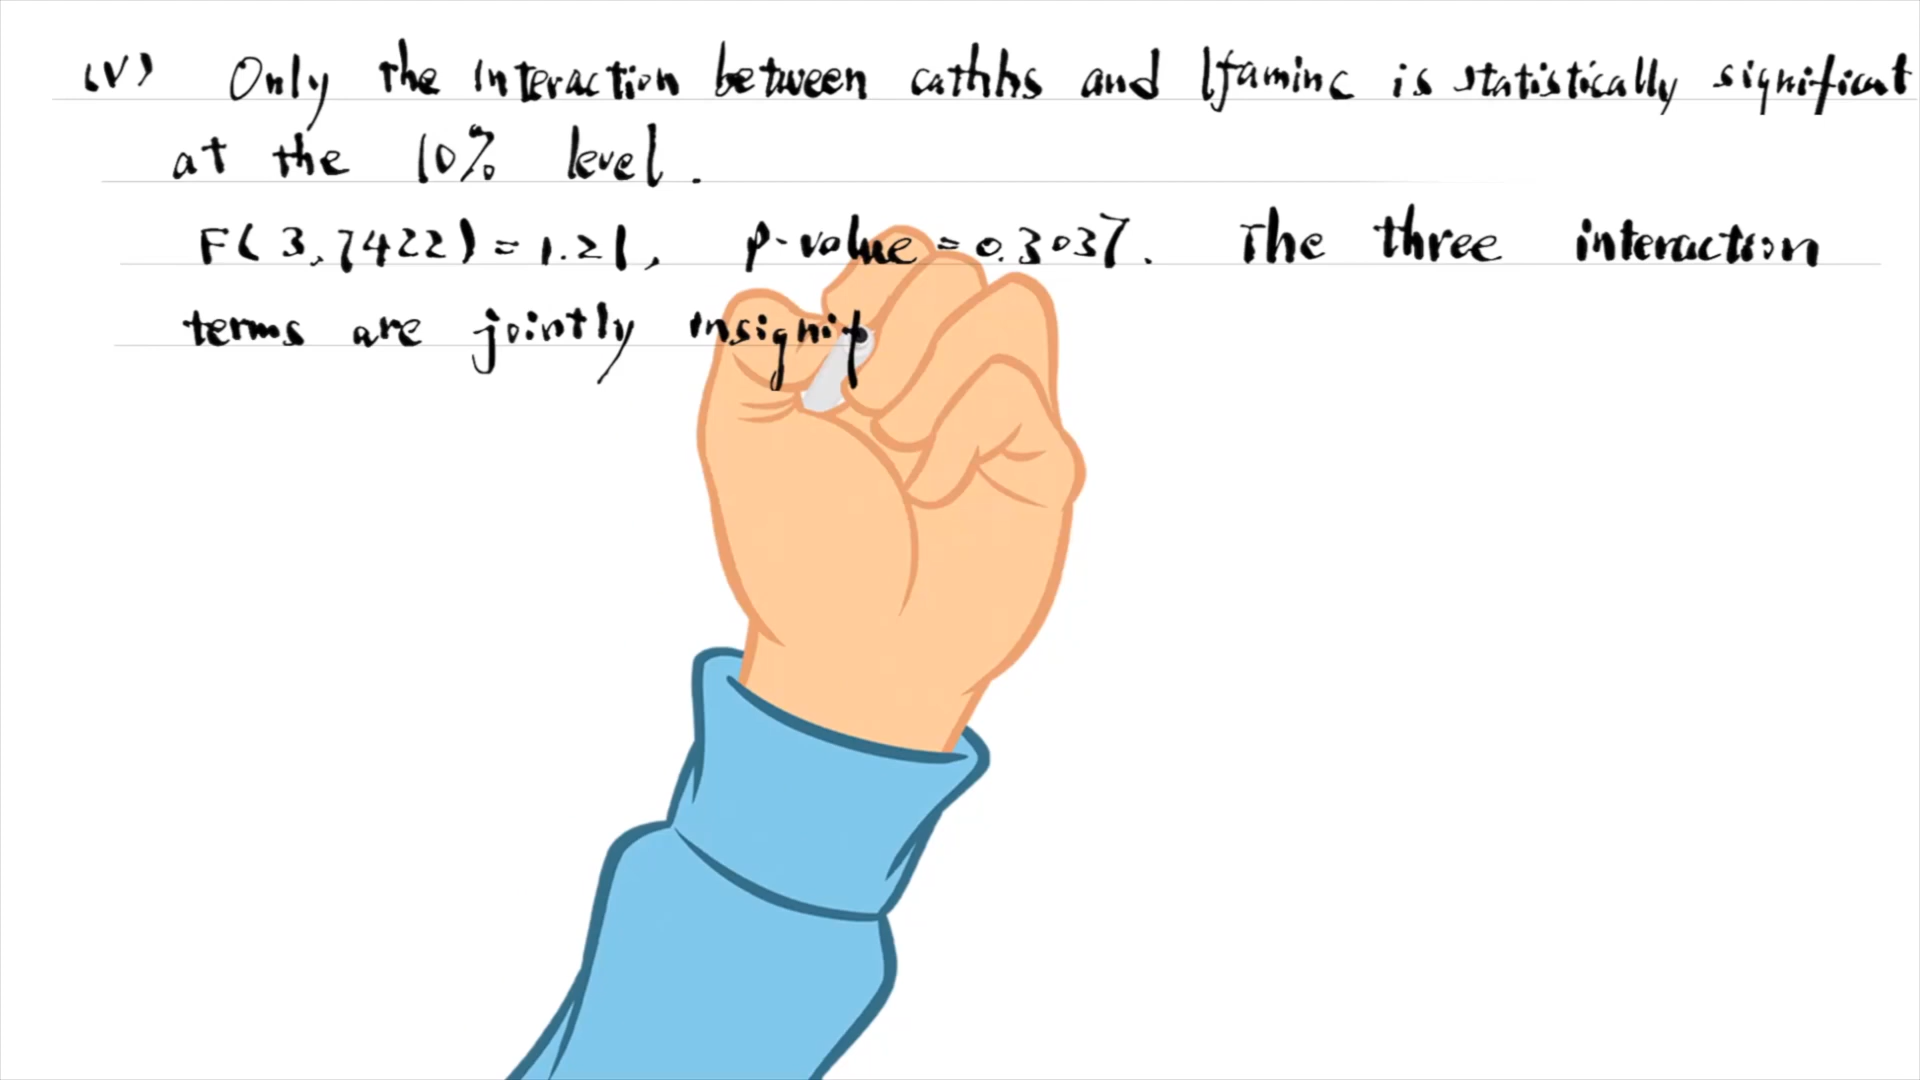 (V) Only the interaction between cathhs and lfaminc is statistically significant
at the 10% level.
F(3,7422) = 1.21, p-value = 0.3037. The three interaction
terms are jointly insignif